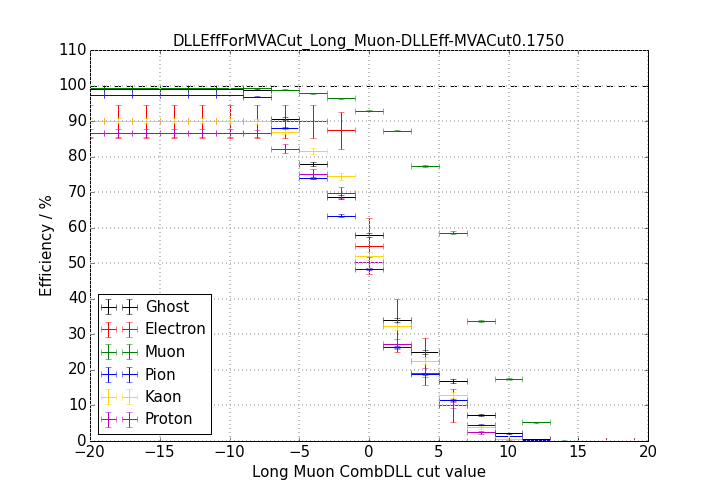 DLLEffForMVACut_Long_Muon-DLLEff-MVACut0.1750
110
100
90
80
70
60
50
40
30
20
10
0
Efficiency / %
Ghost
Electron
Muon
Pion
Kaon
Proton
−20 −15 −10 −5 0 5 10 15 20
Long Muon CombDLL cut value